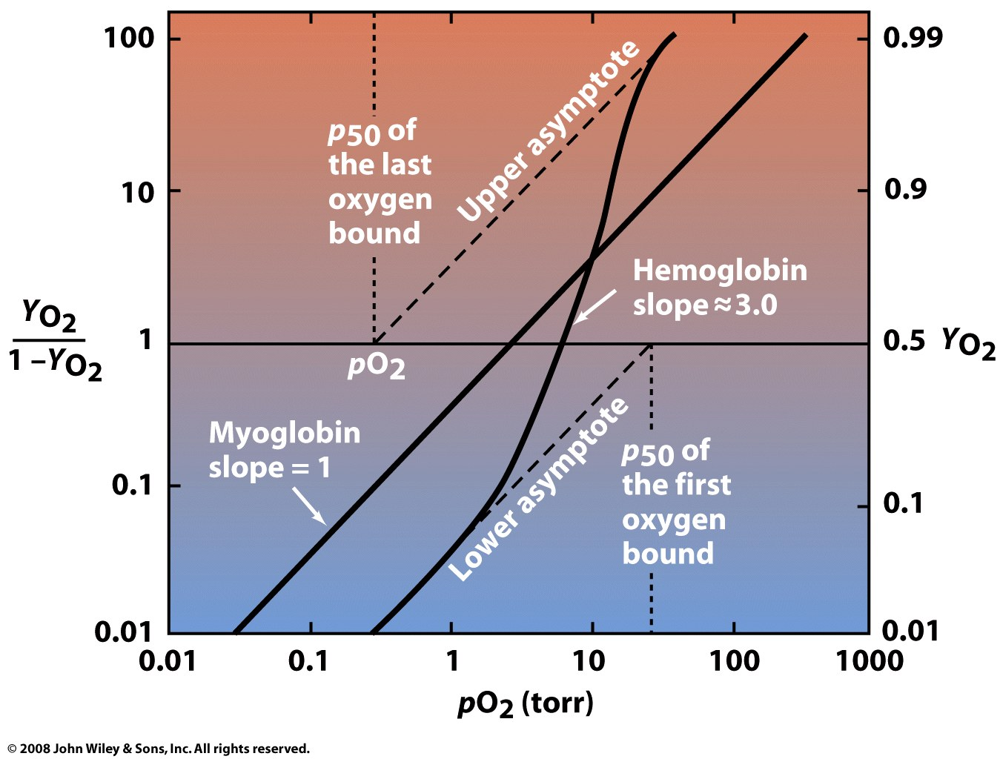 100
10
1
0.1
0.01
Y O2
1 – Y O2
0.99
0.9
0.5
0.1
0.01
Y O2
p50 of
the last
oxygen
bound
Upper asymptote
Hemoglobin
slope ≈ 3.0
pO2
Myoglobin
slope = 1
Lower asymptote
p50 of
the first
oxygen
bound
0.01
0.1
1
10
100
1000
pO2 (torr)
© 2008 John Wiley & Sons, Inc. All rights reserved.